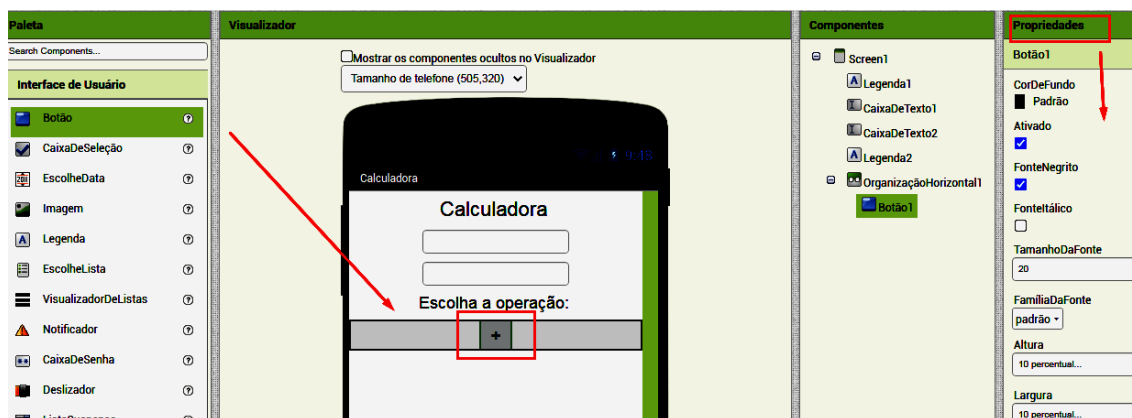 Paleta
Search Components...
Interface de Usuário
Botão
CaixaDeSeleção
EscolheData
Imagem
Legenda
EscolheLista
VisualizadorDeListas
Notificador
CaixaDeSenha
Deslizador
Visualizador
Mostrar os componentes ocultos no Visualizador
Tamanho de telefone (505,320)
9:48
Calculadora
Calculadora
Escolha a operação:
+
Componentes
Screen1
Legenda1
CaixaDeTexto1
CaixaDeTexto2
Legenda2
OrganizaçãoHorizontal1
Botão1
Propriedades
Botão1
CorDeFundo
Padrão
Ativado
FonteNegrito
FonteItálico
TamanhoDaFonte
20
FamíliaDaFonte
padrão
Altura
10 percentual...
Largura
10 percentual...